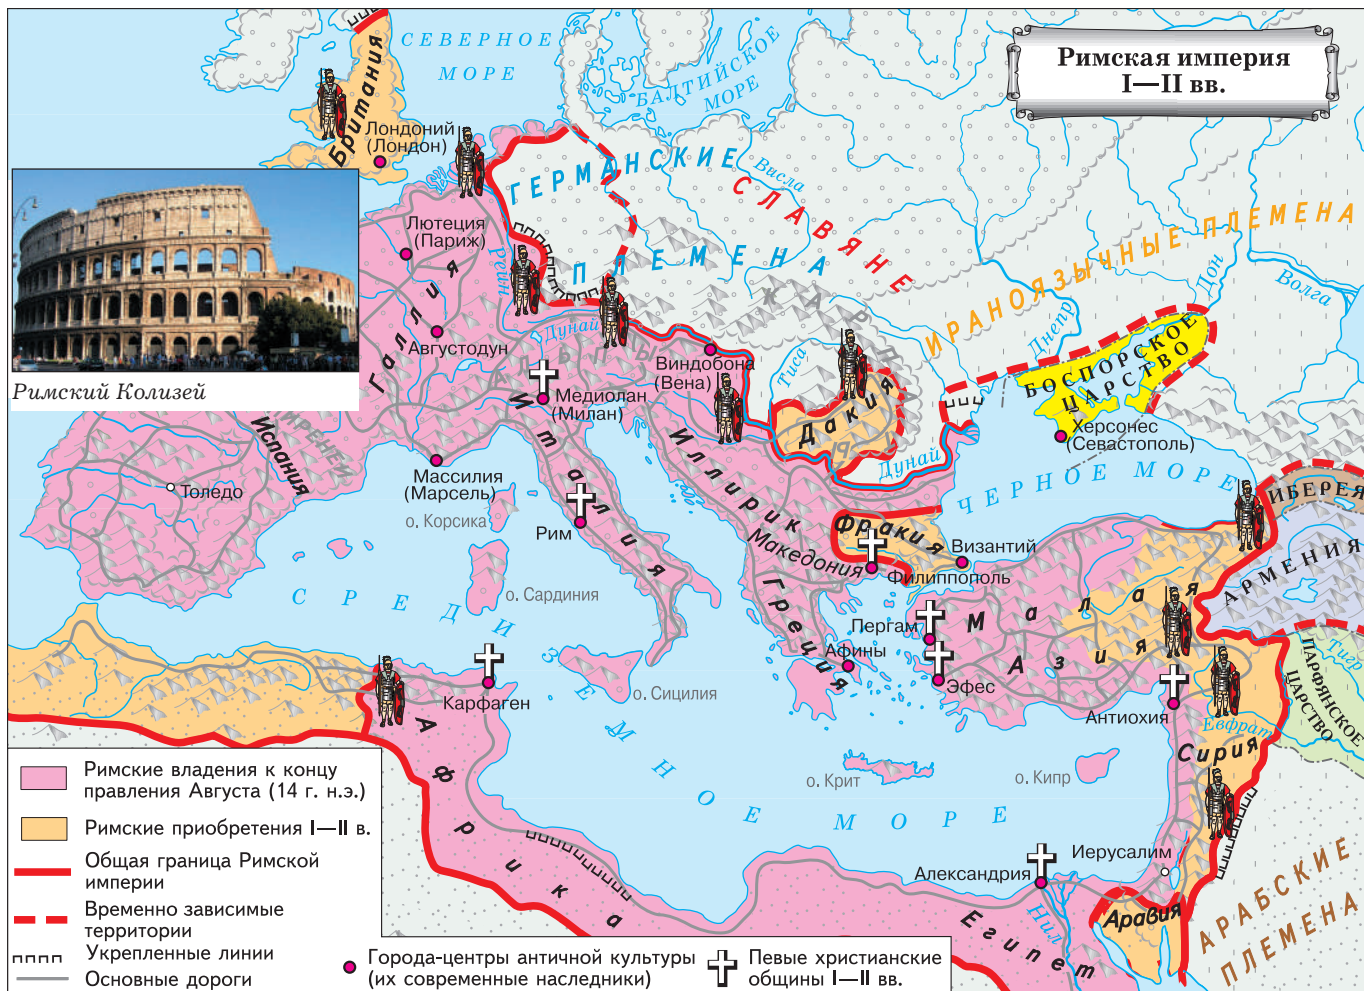 Римская империя
I—II вв.
СЕВЕРНОЕ
МОРЕ
БАЛТИЙСКОЕ
МОРЕ
Британия
Лондоний
(Лондон)
ГЕРМАНСКИЕ
ПЛЕМЕНА
Висла
СЛАВЯНЕ
ИРАНОЯЗЫЧНЫЕ ПЛЕМЕНА
Лютеция
(Париж)
Рейн
Галлия
Августодун
Дунай
АЛЬПЫ
КАРПАТЫ
Тиса
Днепр
Дон
Волга
БОСПОРСКОЕ
ЦАРСТВО
Херсонес
(Севастополь)
Виндобона
(Вена)
Медиолан
(Милан)
Дакия
Дунай
Римский Колизей
ПИРЕНЕИ
Испания
Толедо
Массилия
(Марсель)
о. Корсика
Италия
Рим
о. Сардиния
Иллирик
ЧЕРНОЕ МОРЕ
ИБЕРЕЯ
АРМЕНИЯ
Фракия
Македония
Византий
Филиппополь
Греция
Пергам
Афины
Эфес
Малая
Азия
Тигр
ПАРФЯНСКОЕ
ЦАРСТВО
СРЕДИЗЕМНОЕ МОРЕ
Карфаген
о. Сицилия
Антиохия
Евфрат
Сирия
о. Крит
о. Кипр
Африка
Иерусалим
Александрия
Нил
Египет
Аравия
АРАБСКИЕ
ПЛЕМЕНА
Римские владения к концу
правления Августа (14 г. н.э.)
Римские приобретения I—II в.
Общая граница Римской
империи
Временно зависимые
территории
Укрепленные линии
Основные дороги
Города-центры античной культуры
(их современные наследники)
Певые христианские
общины I—II вв.